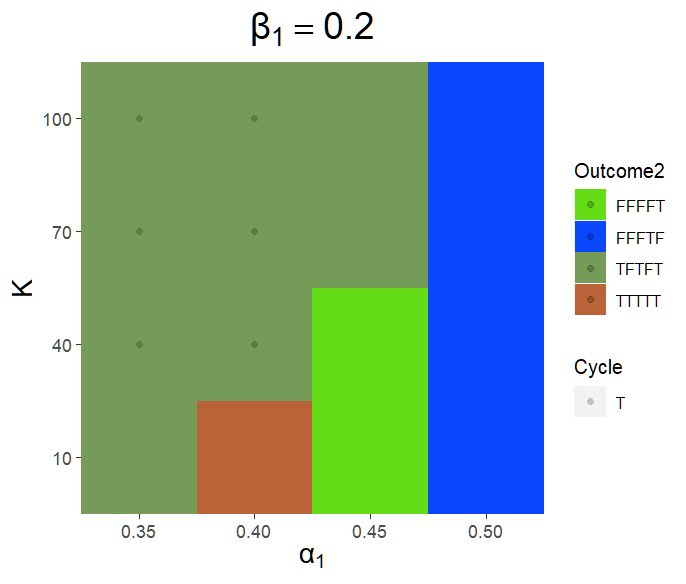 β₁ = 0.2
K
100
70
40
10
0.35 0.40 0.45 0.50
α₁
Outcome2
FFFFT
FFFTF
TFTFT
TTTTT
Cycle
T